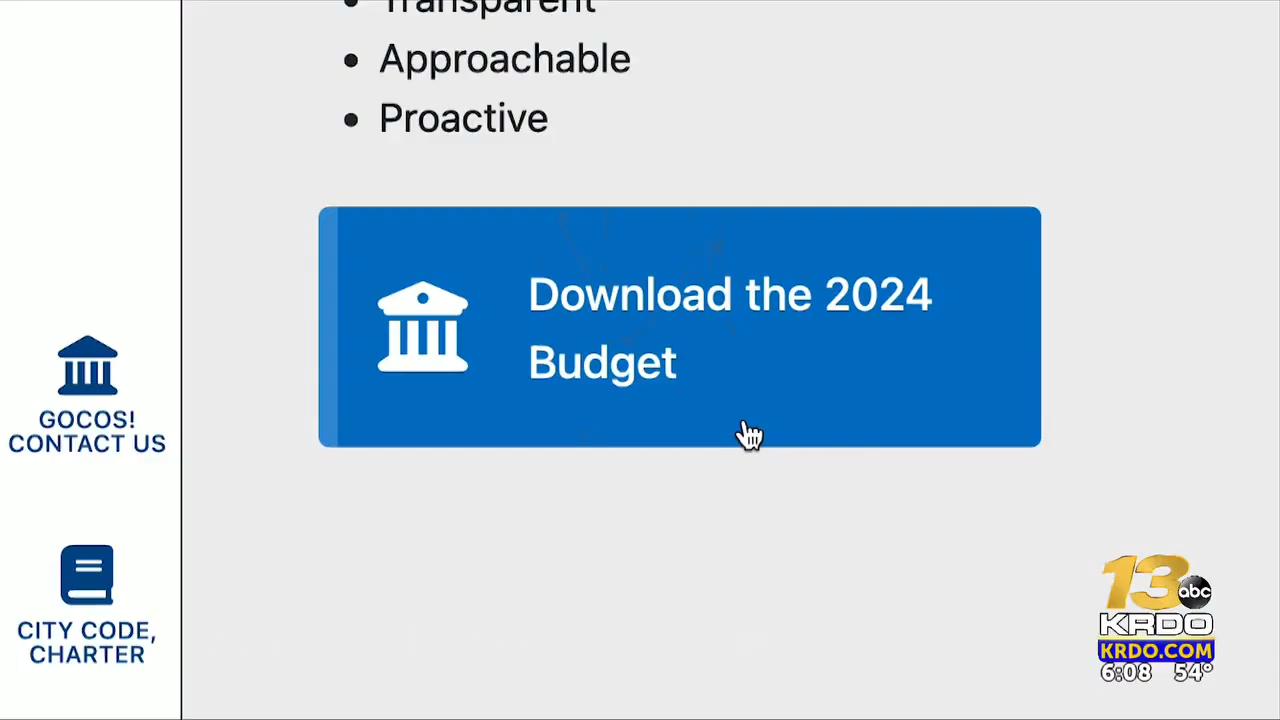 Transparent
Approachable
Proactive
Download the 2024
Budget
GOCOS!
CONTACT US
CITY CODE,
CHARTER
13
abc
KRDO
KRDO.COM
6:08 54°